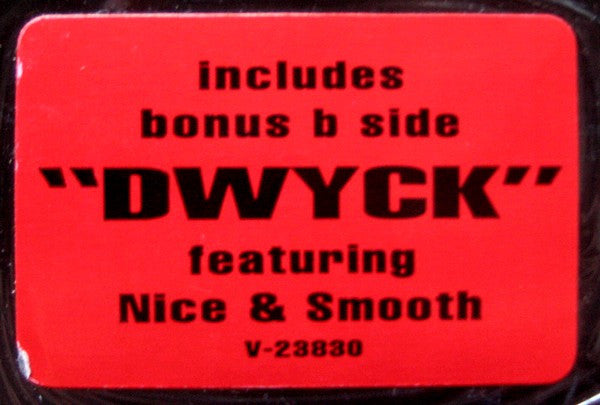 includes
bonus b side
"DWYCK"
featuring
Nice & Smooth
V-23830